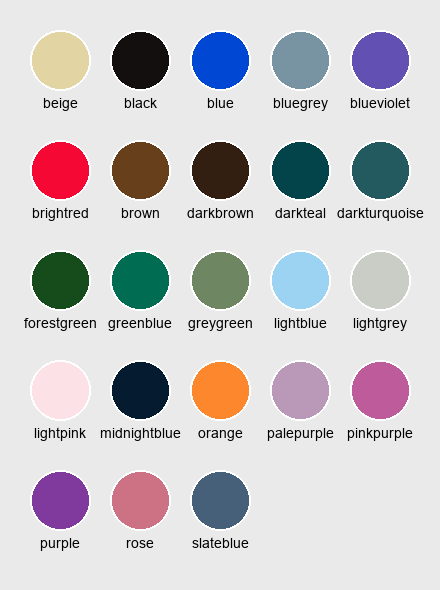 beige black blue bluegrey blueviolet
brightred brown darkbrown darkteal darkturquoise
forestgreen greenblue greygreen lightblue lightgrey
lightpink midnightblue orange palepurple pinkpurple
purple rose slateblue